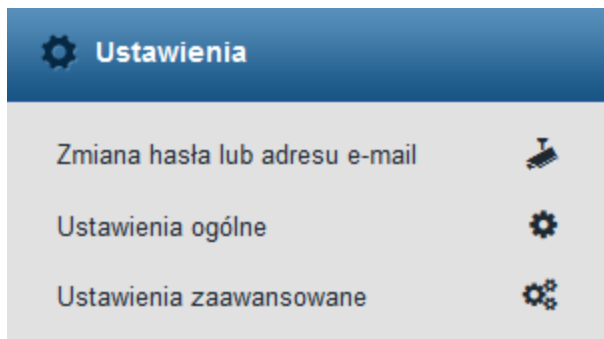 Ustawienia
Zmiana hasła lub adresu e-mail
Ustawienia ogólne
Ustawienia zaawansowane